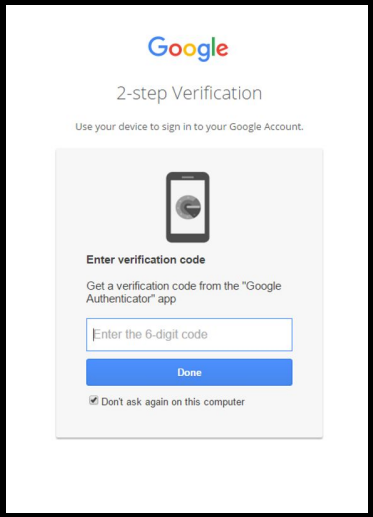 Google
2-step Verification
Use your device to sign in to your Google Account.
Enter verification code
Get a verification code from the "Google
Authenticator" app
Enter the 6-digit code
Done
Don't ask again on this computer